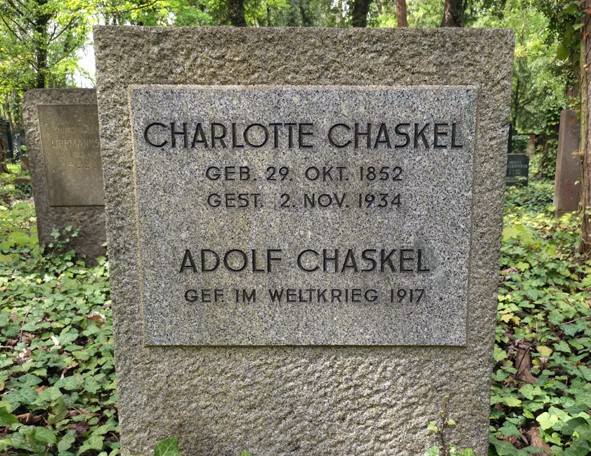 CHARLOTTE CHASKEL
GEB. 29. OKT. 1852
GEST. 2. NOV. 1934
ADOLF CHASKEL
GEF. IM WELTKRIEG 1917